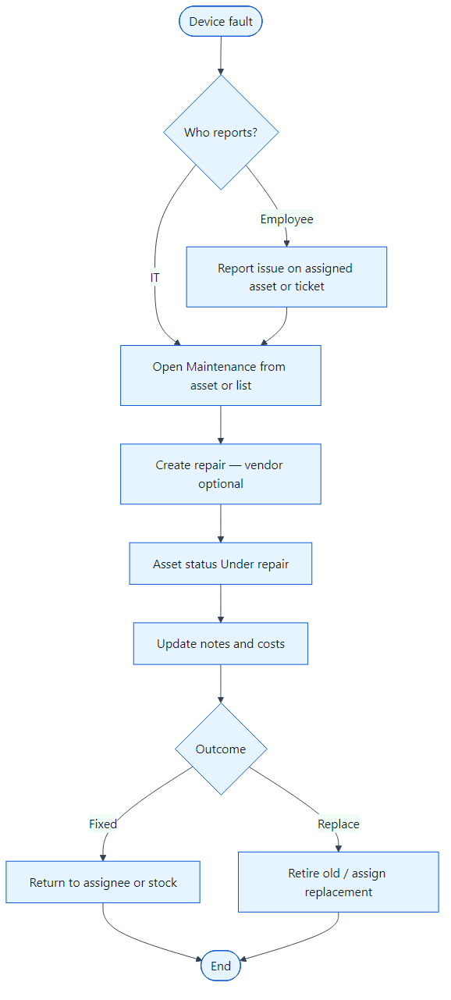 Device fault
Who reports?
Employee
Report issue on assigned
asset or ticket
IT
Open Maintenance from
asset or list
Create repair — vendor
optional
Asset status Under repair
Update notes and costs
Outcome
Fixed
Replace
Return to assignee or stock
Retire old / assign
replacement
End